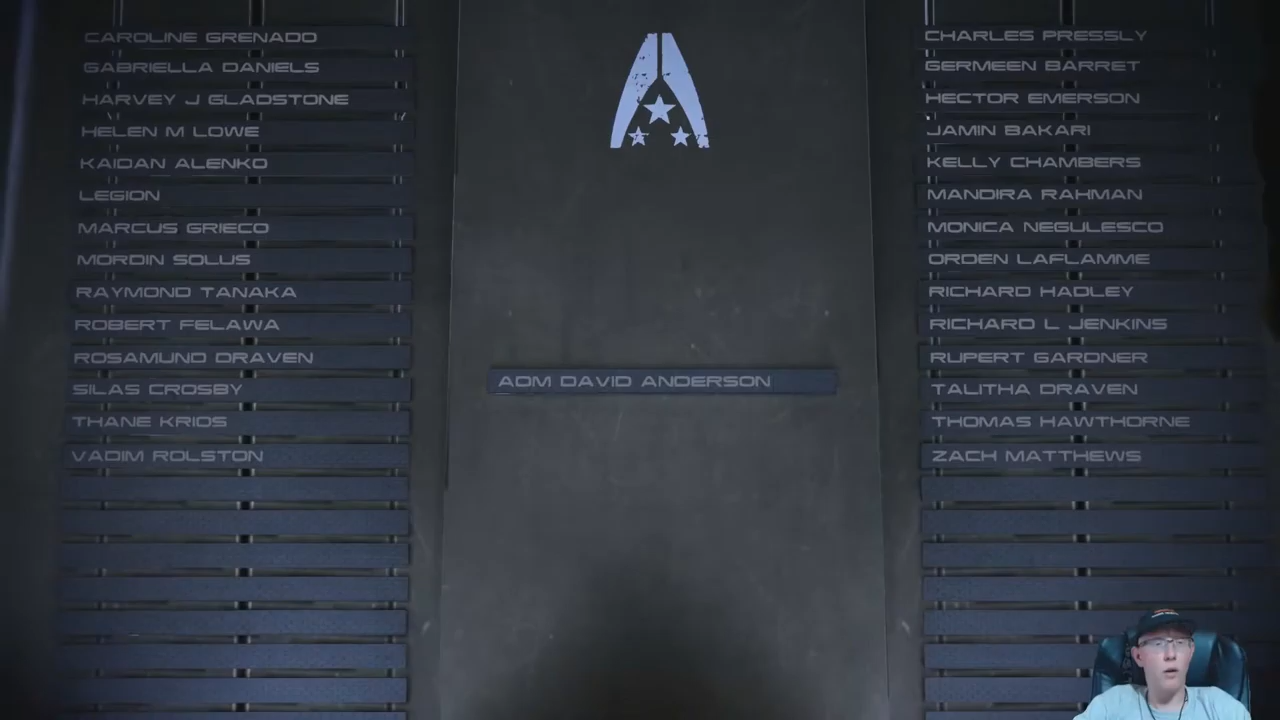 CAROLINE GRENADO
GABRIELLA DANIELS
HARVEY J GLADSTONE
HELEN M LOWE
KAIDAN ALENKO
LEGION
MARCUS GRIECO
MORDIN SOLUS
RAYMOND TANAKA
ROBERT FELAWA
ROSAMUND DRAVEN
SILAS CROSBY
THANE KRIOS
VADIM ROLSTON
ADM DAVID ANDERSON
CHARLES PRESSLY
GERMEEN BARRET
HECTOR EMERSON
JAMIN BAKARI
KELLY CHAMBERS
MANDIRA RAHMAN
MONICA NEGULESCO
ORDEN LAFLAMME
RICHARD HADLEY
RICHARD L JENKINS
RUPERT GARDNER
TALITHA DRAVEN
THOMAS HAWTHORNE
ZACH MATTHEWS